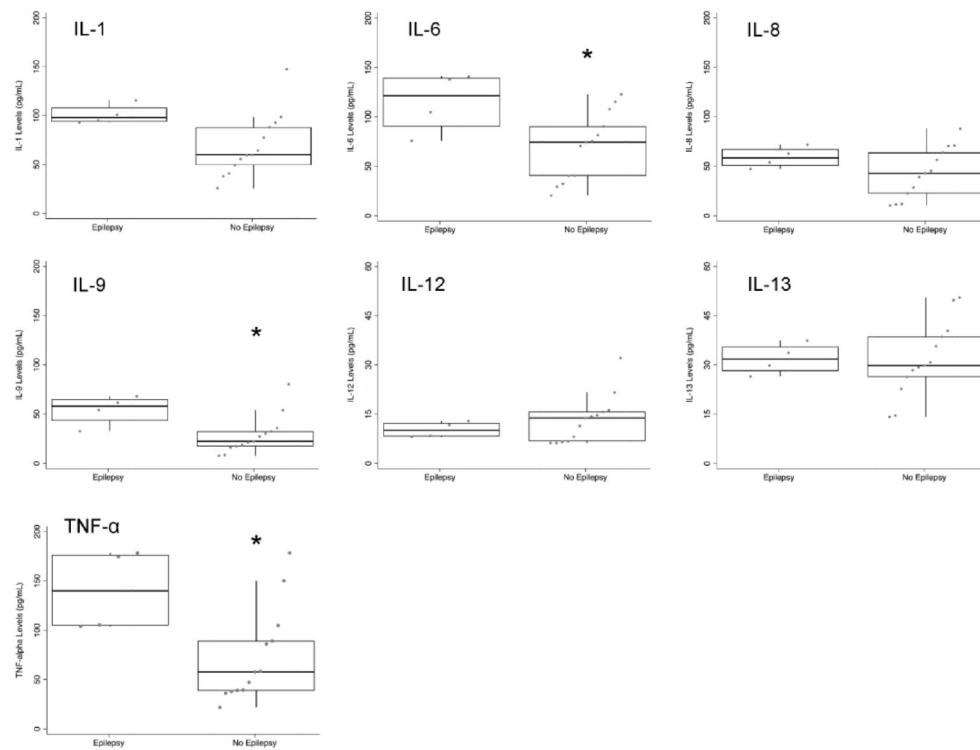 IL-1
IL-1 Levels (pg/mL)
200
150
100
50
0
Epilepsy
No Epilepsy
IL-6
*
IL-6 Levels (pg/mL)
200
150
100
50
0
Epilepsy
No Epilepsy
IL-8
IL-8 Levels (pg/mL)
200
150
100
50
0
Epilepsy
No Epilepsy
IL-9
*
IL-9 Levels (pg/mL)
200
150
100
50
0
Epilepsy
No Epilepsy
IL-12
IL-12 Levels (pg/mL)
60
45
30
15
0
Epilepsy
No Epilepsy
IL-13
IL-13 Levels (pg/mL)
60
45
30
15
0
Epilepsy
No Epilepsy
TNF-α
*
TNF-alpha Levels (pg/mL)
200
150
100
50
0
Epilepsy
No Epilepsy